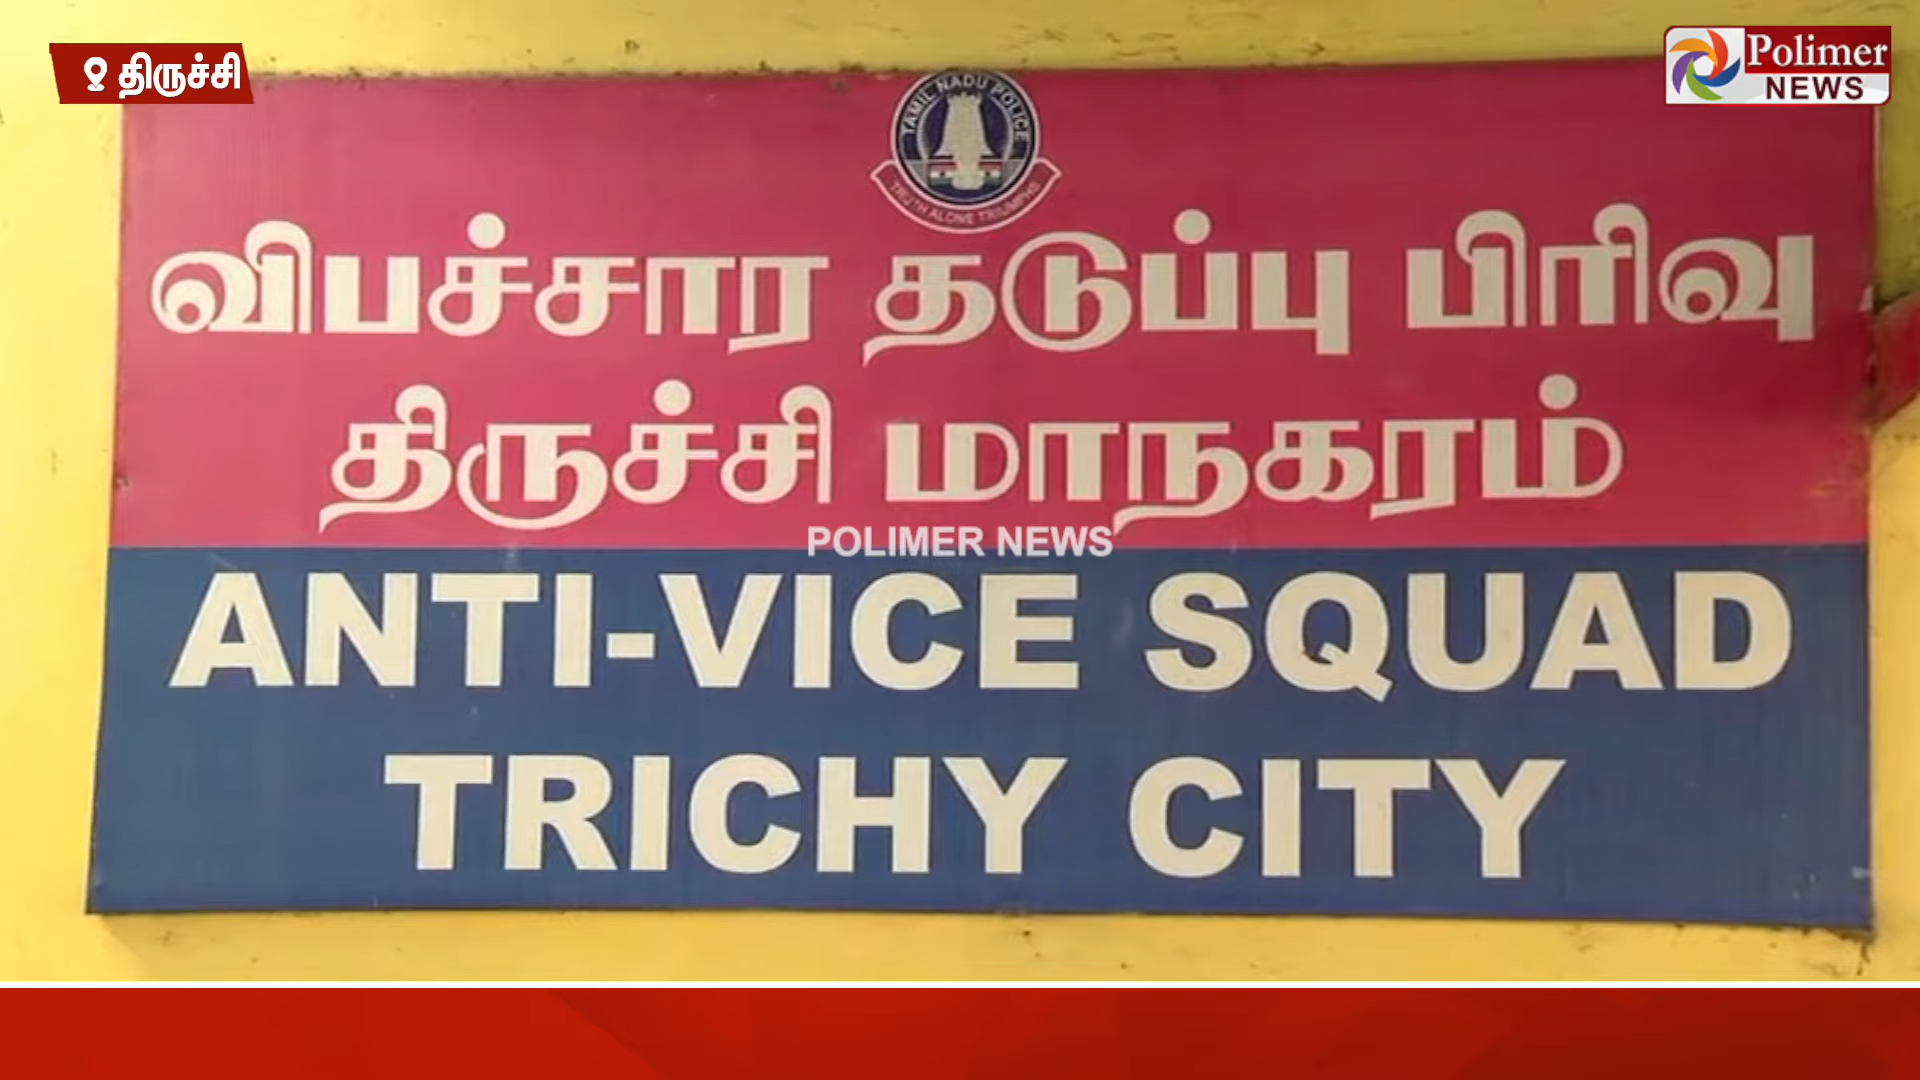 திருச்சி
Polimer
NEWS
TAMIL NADU POLICE
TRUTH ALONE TRIUMPHS
விபச்சார தடுப்பு பிரிவு
திருச்சி மாநகரம்
POLIMER NEWS
ANTI-VICE SQUAD
TRICHY CITY